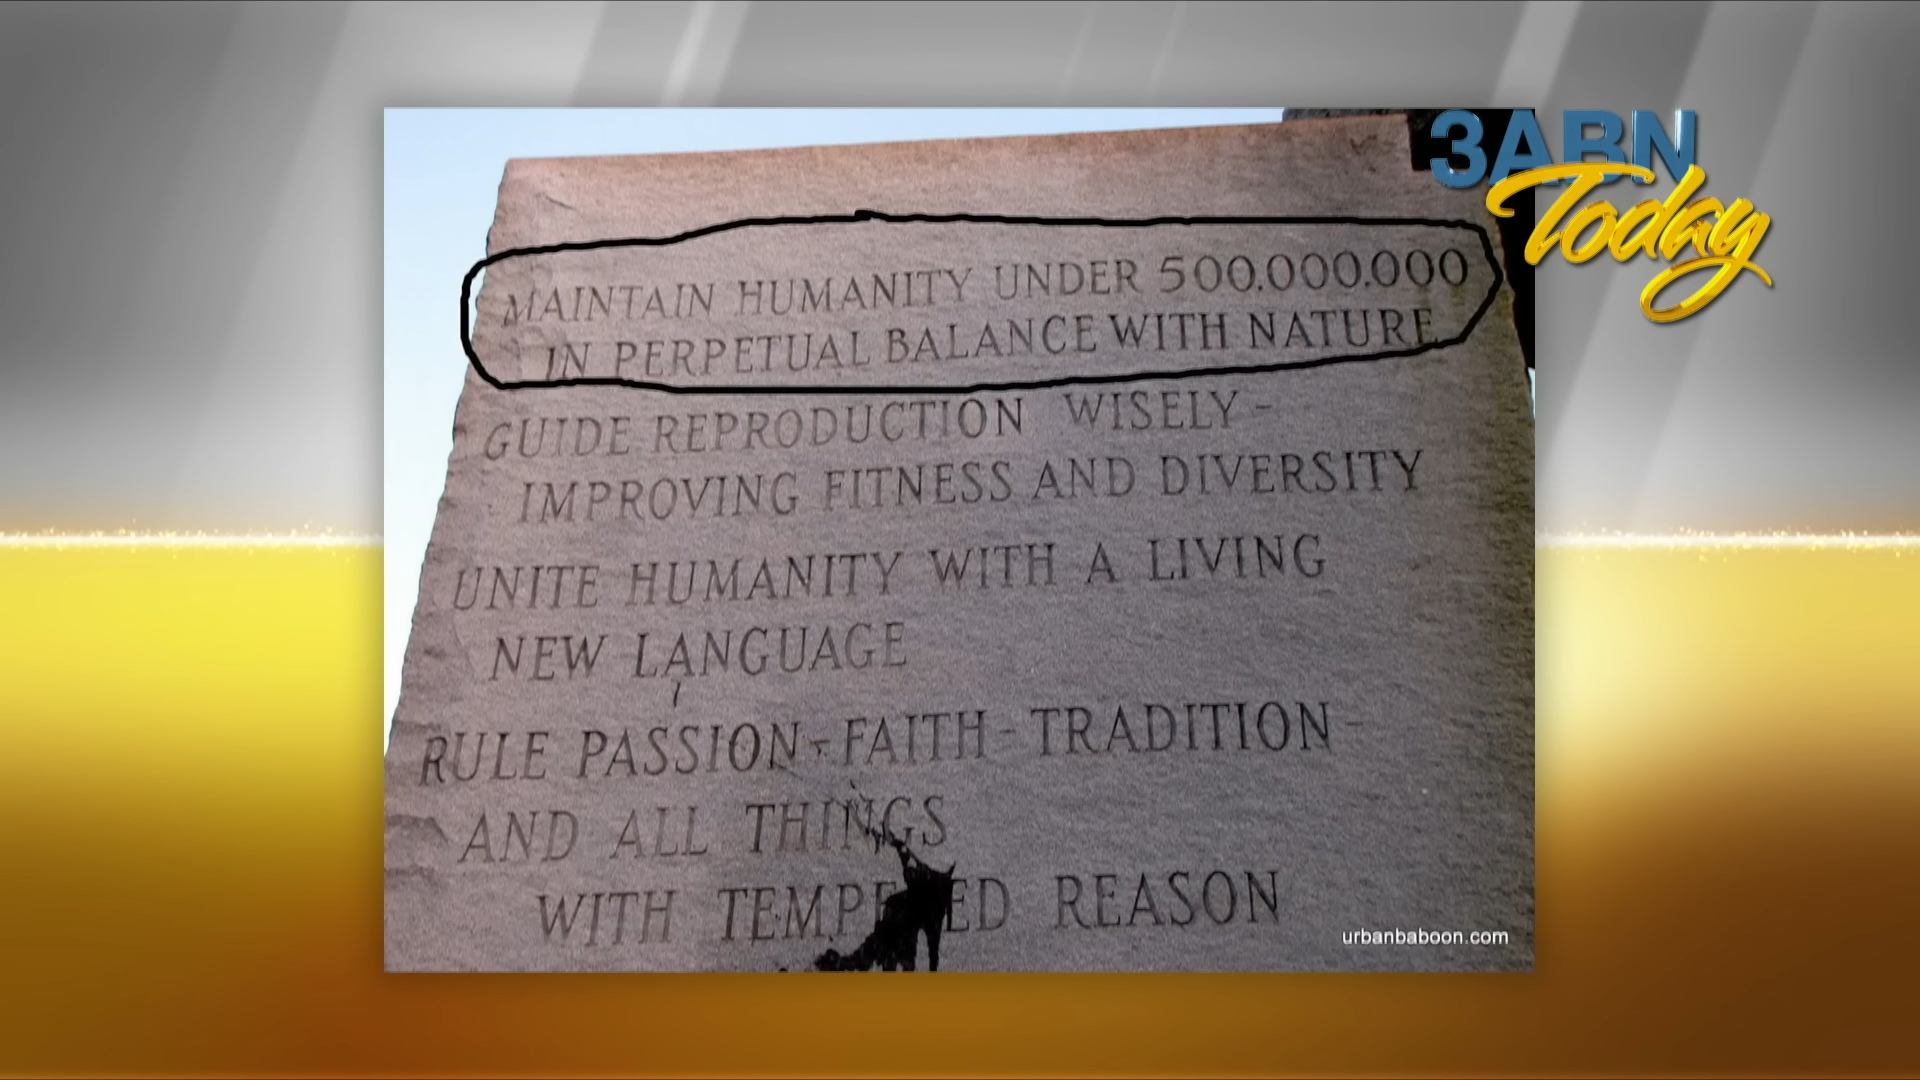 3ABN
Today
MAINTAIN HUMANITY UNDER 500,000,000
IN PERPETUAL BALANCE WITH NATURE
GUIDE REPRODUCTION WISELY -
IMPROVING FITNESS AND DIVERSITY
UNITE HUMANITY WITH A LIVING
NEW LANGUAGE
RULE PASSION - FAITH - TRADITION -
AND ALL THINGS
WITH TEMPERED REASON
urbanbaboon.com